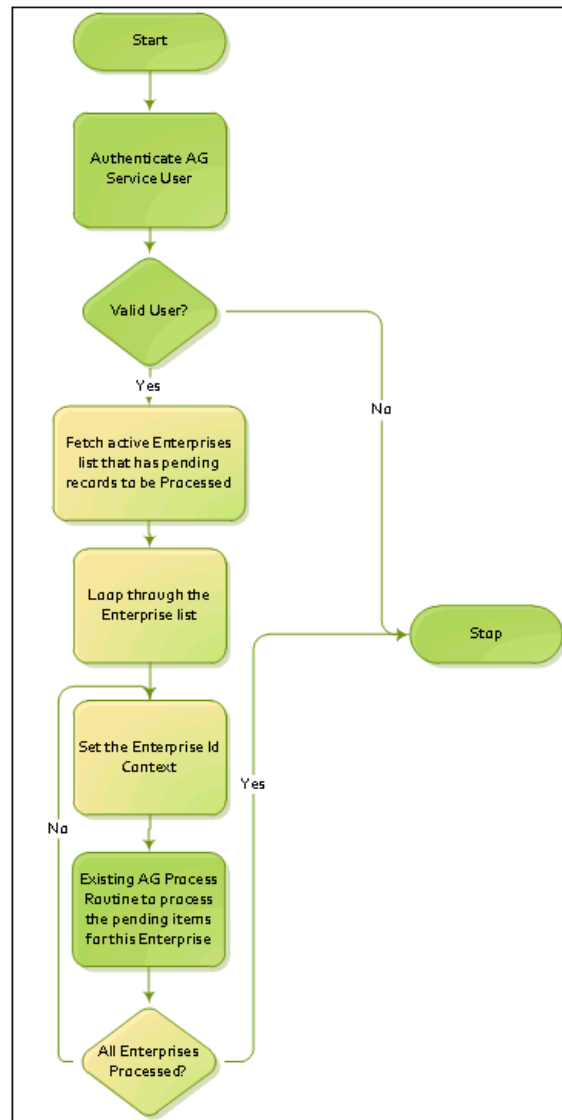 Start
Authenticate AG
Service User
Valid User?
Yes
No
Fetch active Enterprises
list that has pending
records to be Processed
Loop through the
Enterprise list
Stop
Set the Enterprise Id
Context
Yes
No
Existing AG Process
Routine to process
the pending items
for this Enterprise
All Enterprises
Processed?